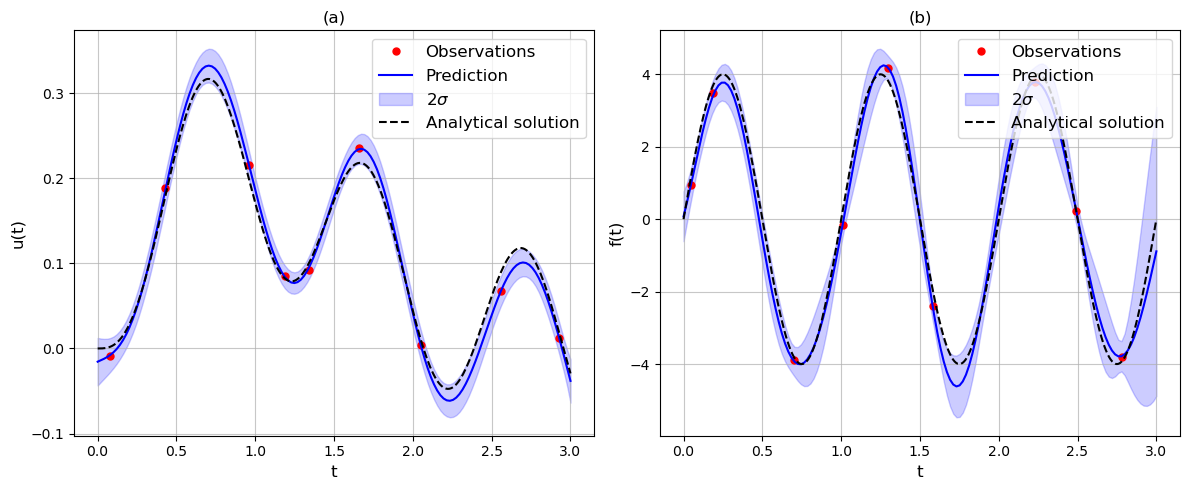 (a)
Observations
Prediction
2σ
Analytical solution
u(t)
0.3
0.2
0.1
0.0
−0.1
0.0 0.5 1.0 1.5 2.0 2.5 3.0
t
(b)
Observations
Prediction
2σ
Analytical solution
f(t)
4
2
0
−2
−4
0.0 0.5 1.0 1.5 2.0 2.5 3.0
t